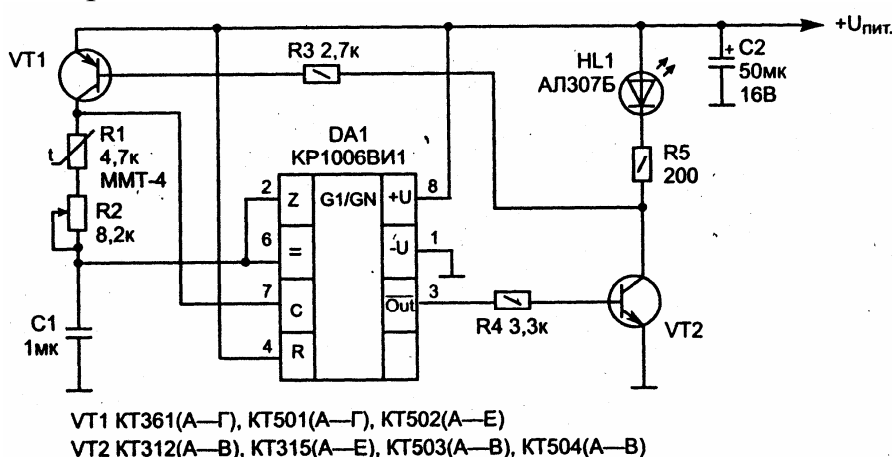 +Uпит.
VT1
R3 2,7к
HL1
АЛ307Б
+ C2
50мк
16В
R1
4,7к
ММТ-4
t
DA1
КР1006ВИ1
R5
200
2
Z
G1/GN
+U
8
R2
8,2к
6
=
-U
1
7
C
Out
3
R4 3,3к
VT2
C1
1мк
4
R
VT1 КТ361(А—Г), КТ501(А—Г), КТ502(А—Е)
VT2 КТ312(А—В), КТ315(А—Е), КТ503(А—В), КТ504(А—В)